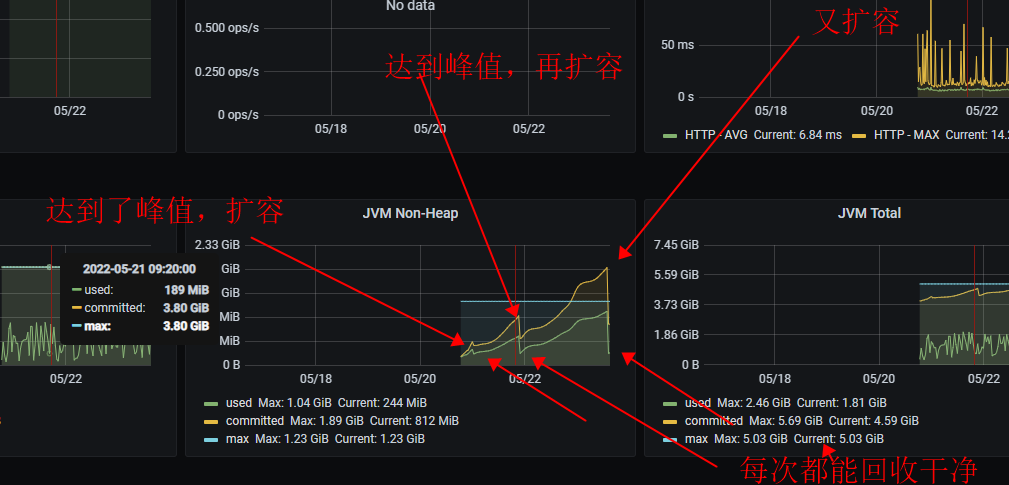 No data
0.500 ops/s
0.250 ops/s
0 ops/s
05/18
05/20
05/22
05/22
50 ms
0 s
05/18
05/20
05/22
HTTP - AVG Current: 6.84 ms
HTTP - MAX Current: 14.2
又扩容
达到峰值，再扩容
达到了峰值，扩容
2022-05-21 09:20:00
used: 189 MiB
committed: 3.80 GiB
max: 3.80 GiB
05/22
JVM Non-Heap
2.33 GiB
GiB
GiB
MiB
MiB
0 B
05/18
05/20
05/22
used Max: 1.04 GiB Current: 244 MiB
committed Max: 1.89 GiB Current: 812 MiB
max Max: 1.23 GiB Current: 1.23 GiB
JVM Total
7.45 GiB
5.59 GiB
3.73 GiB
1.86 GiB
0 B
05/18
05/20
05/22
used Max: 2.46 GiB Current: 1.81 GiB
committed Max: 5.69 GiB Current: 4.59 GiB
max Max: 5.03 GiB Current: 5.03 GiB
每次都能回收干净